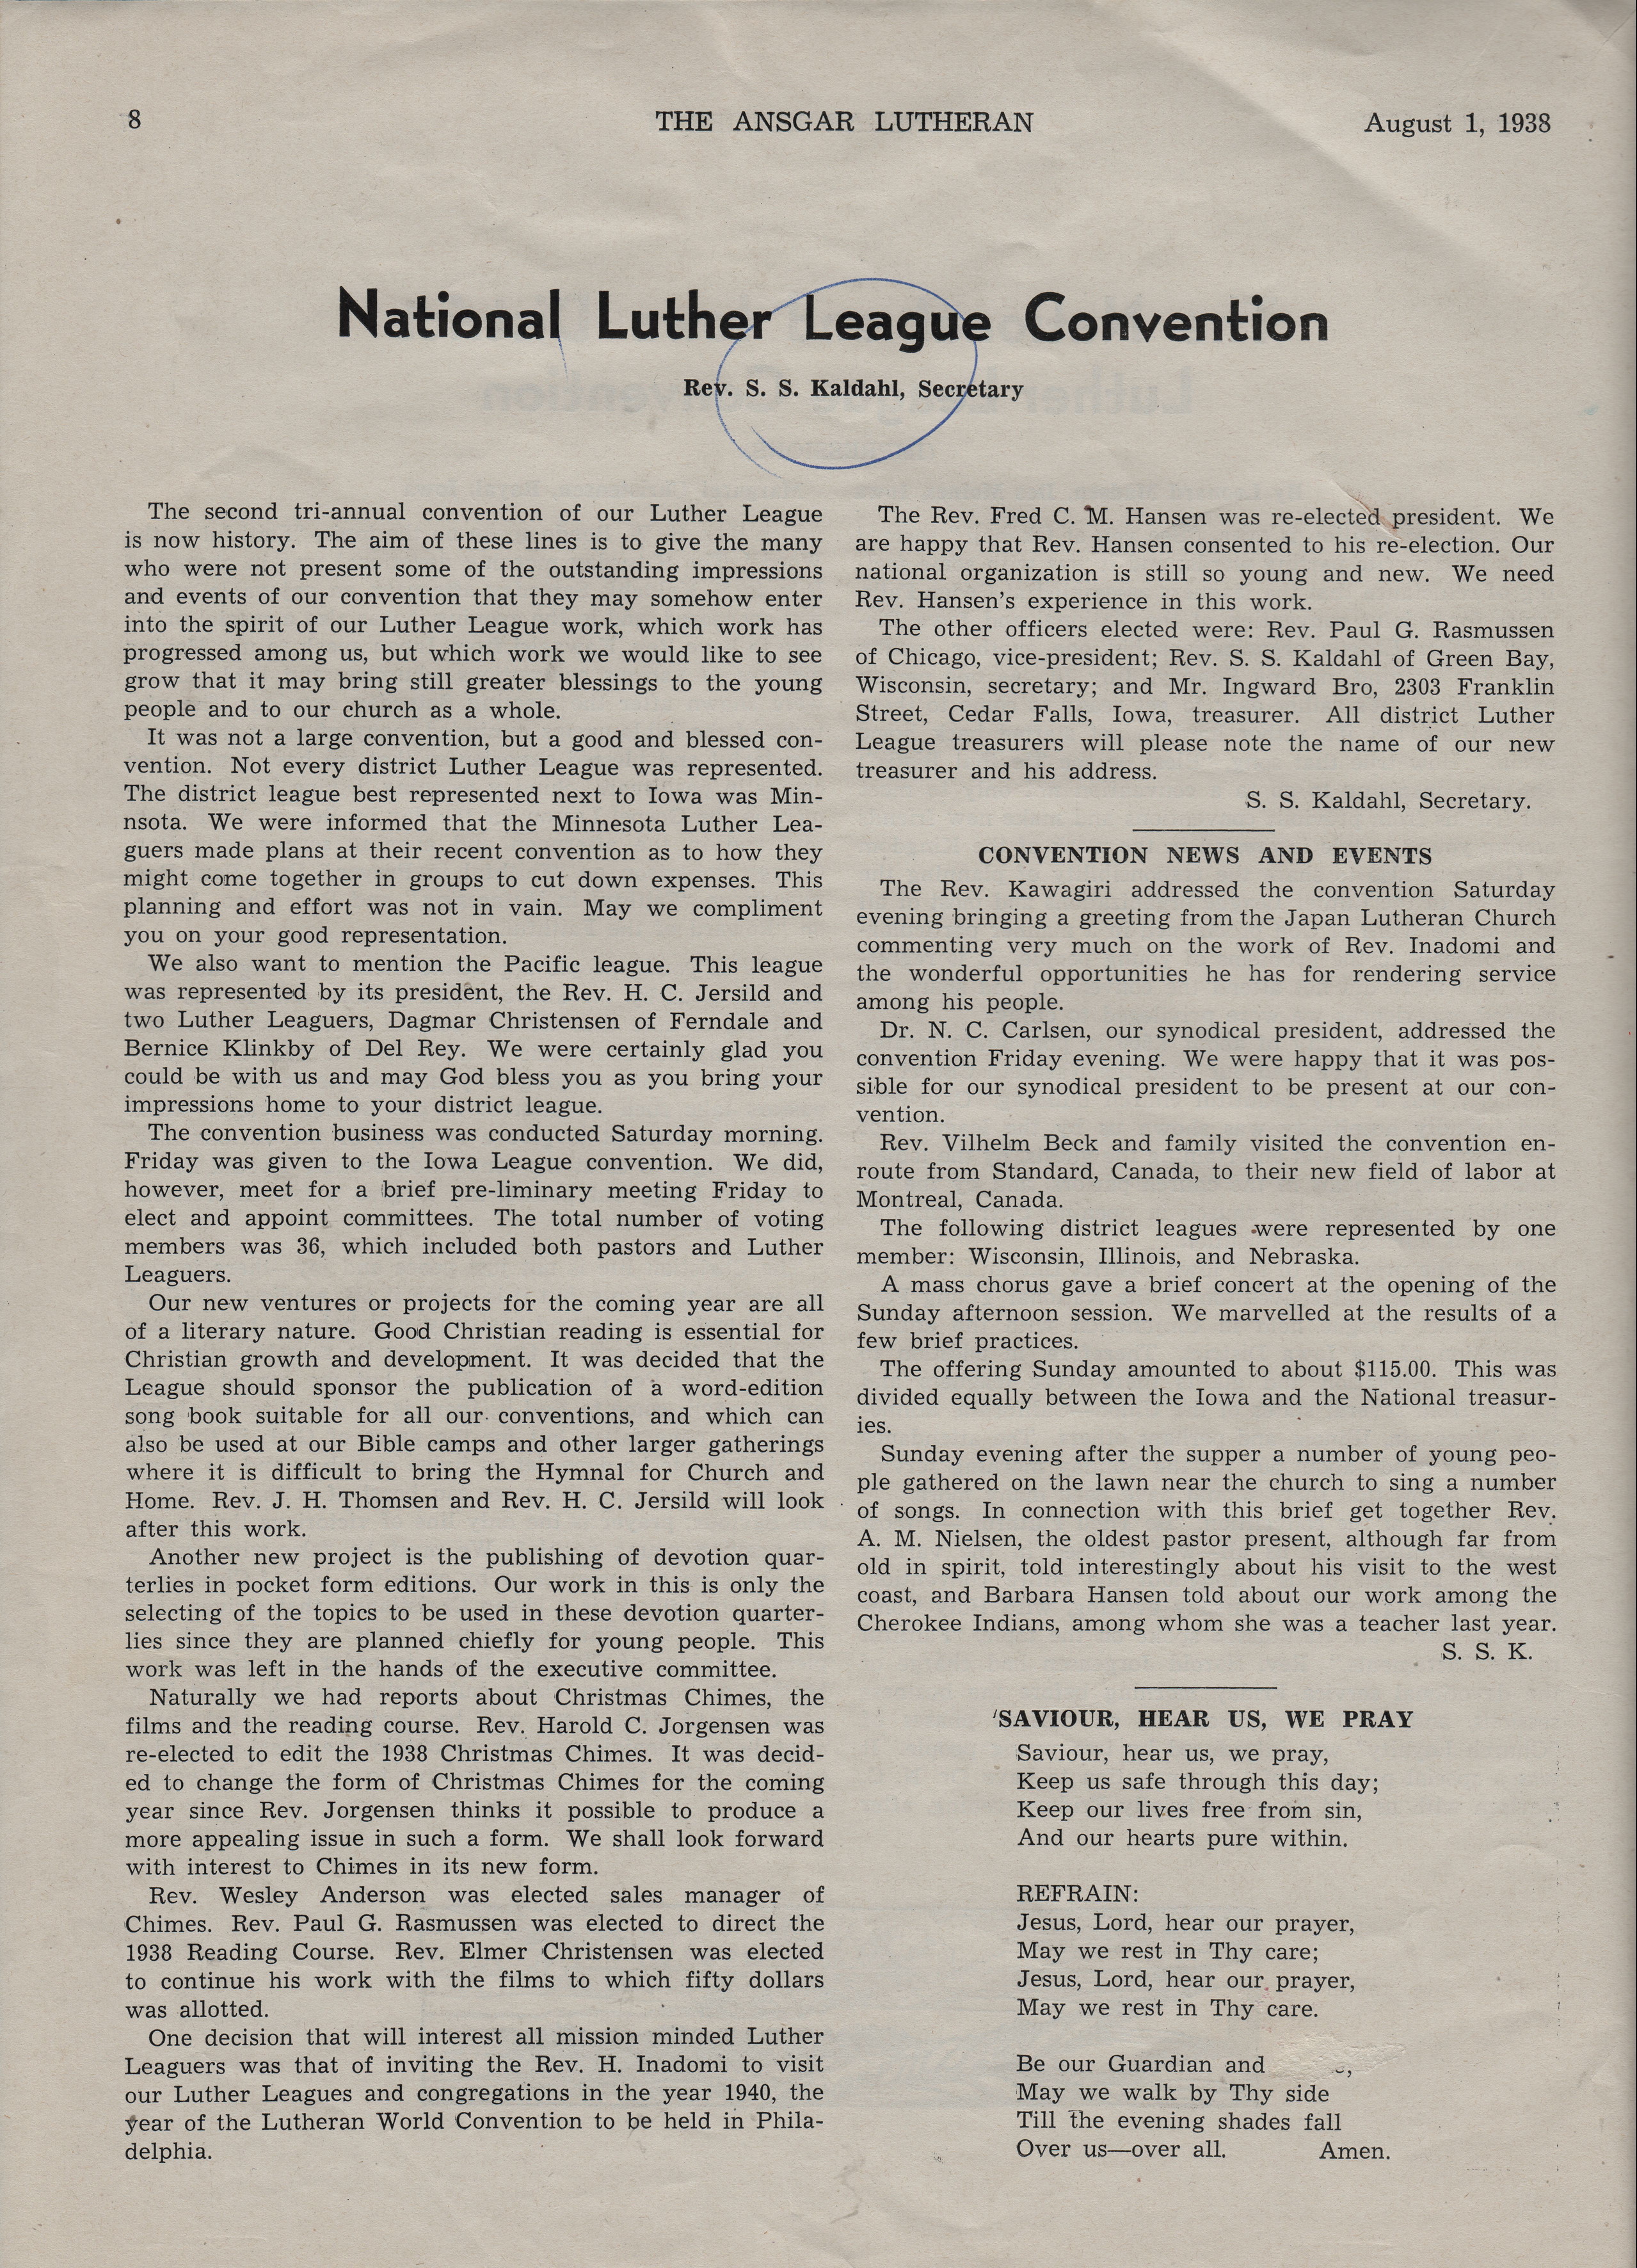 8
THE ANSGAR LUTHERAN
August 1, 1938
National Luther League Convention
Rev. S. S. Kaldahl, Secretary
The second tri-annual convention of our Luther League
is now history. The aim of these lines is to give the many
who were not present some of the outstanding impressions
and events of our convention that they may somehow enter
into the spirit of our Luther League work, which work has
progressed among us, but which work we would like to see
grow that it may bring still greater blessings to the young
people and to our church as a whole.
It was not a large convention, but a good and blessed con-
vention. Not every district Luther League was represented.
The district league best represented next to Iowa was Min-
nsota. We were informed that the Minnesota Luther Lea-
guers made plans at their recent convention as to how they
might come together in groups to cut down expenses. This
planning and effort was not in vain. May we compliment
you on your good representation.
We also want to mention the Pacific league. This league
was represented by its president, the Rev. H. C. Jersild and
two Luther Leaguers, Dagmar Christensen of Ferndale and
Bernice Klinkby of Del Rey. We were certainly glad you
could be with us and may God bless you as you bring your
impressions home to your district league.
The convention business was conducted Saturday morning.
Friday was given to the Iowa League convention. We did,
however, meet for a brief pre-liminary meeting Friday to
elect and appoint committees. The total number of voting
members was 36, which included both pastors and Luther
Leaguers.
Our new ventures or projects for the coming year are all
of a literary nature. Good Christian reading is essential for
Christian growth and development. It was decided that the
League should sponsor the publication of a word-edition
song book suitable for all our conventions, and which can
also be used at our Bible camps and other larger gatherings
where it is difficult to bring the Hymnal for Church and
Home. Rev. J. H. Thomsen and Rev. H. C. Jersild will look
after this work.
Another new project is the publishing of devotion quar-
terlies in pocket form editions. Our work in this is only the
selecting of the topics to be used in these devotion quarter-
lies since they are planned chiefly for young people. This
work was left in the hands of the executive committee.
Naturally we had reports about Christmas Chimes, the
films and the reading course. Rev. Harold C. Jorgensen was
re-elected to edit the 1938 Christmas Chimes. It was decid-
ed to change the form of Christmas Chimes for the coming
year since Rev. Jorgensen thinks it possible to produce a
more appealing issue in such a form. We shall look forward
with interest to Chimes in its new form.
Rev. Wesley Anderson was elected sales manager of
Chimes. Rev. Paul G. Rasmussen was elected to direct the
1938 Reading Course. Rev. Elmer Christensen was elected
to continue his work with the films to which fifty dollars
was allotted.
One decision that will interest all mission minded Luther
Leaguers was that of inviting the Rev. H. Inadomi to visit
our Luther Leagues and congregations in the year 1940, the
year of the Lutheran World Convention to be held in Phila-
delphia.
The Rev. Fred C. M. Hansen was re-elected president. We
are happy that Rev. Hansen consented to his re-election. Our
national organization is still so young and new. We need
Rev. Hansen's experience in this work.
The other officers elected were: Rev. Paul G. Rasmussen
of Chicago, vice-president; Rev. S. S. Kaldahl of Green Bay,
Wisconsin, secretary; and Mr. Ingward Bro, 2303 Franklin
Street, Cedar Falls, Iowa, treasurer. All district Luther
League treasurers will please note the name of our new
treasurer and his address.
S. S. Kaldahl, Secretary.
CONVENTION NEWS AND EVENTS
The Rev. Kawagiri addressed the convention Saturday
evening bringing a greeting from the Japan Lutheran Church
commenting very much on the work of Rev. Inadomi and
the wonderful opportunities he has for rendering service
among his people.
Dr. N. C. Carlsen, our synodical president, addressed the
convention Friday evening. We were happy that it was pos-
sible for our synodical president to be present at our con-
vention.
Rev. Vilhelm Beck and family visited the convention en-
route from Standard, Canada, to their new field of labor at
Montreal, Canada.
The following district leagues were represented by one
member: Wisconsin, Illinois, and Nebraska.
A mass chorus gave a brief concert at the opening of the
Sunday afternoon session. We marvelled at the results of a
few brief practices.
The offering Sunday amounted to about $115.00. This was
divided equally between the Iowa and the National treasur-
ies.
Sunday evening after the supper a number of young peo-
ple gathered on the lawn near the church to sing a number
of songs. In connection with this brief get together Rev.
A. M. Nielsen, the oldest pastor present, although far from
old in spirit, told interestingly about his visit to the west
coast, and Barbara Hansen told about our work among the
Cherokee Indians, among whom she was a teacher last year.
S. S. K.
SAVIOUR, HEAR US, WE PRAY
Saviour, hear us, we pray,
Keep us safe through this day;
Keep our lives free from sin,
And our hearts pure within.
REFRAIN:
Jesus, Lord, hear our prayer,
May we rest in Thy care;
Jesus, Lord, hear our prayer,
May we rest in Thy care.
Be our Guardian and
May we walk by Thy side
Till the evening shades fall
Over us—over all. Amen.